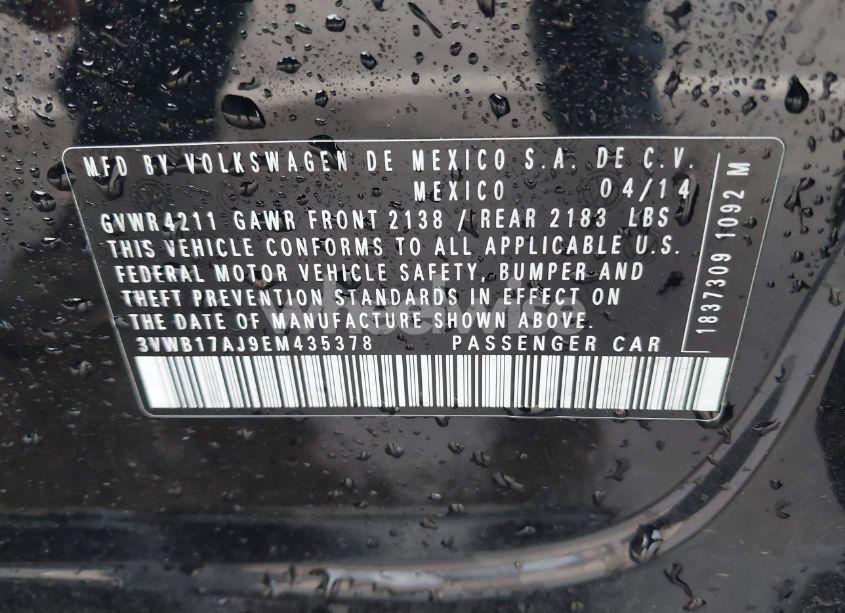 MFD BY VOLKSWAGEN DE MEXICO S.A. DE C.V.
MEXICO 04/14
GVWR4211 GAWR FRONT 2138 / REAR 2183 LBS
THIS VEHICLE CONFORMS TO ALL APPLICABLE U.S.
FEDERAL MOTOR VEHICLE SAFETY, BUMPER AND
THEFT PREVENTION STANDARDS IN EFFECT ON
THE DATE OF MANUFACTURE SHOWN ABOVE.
3VWB17AJ9EM435378 PASSENGER CAR
1837309 1092 M